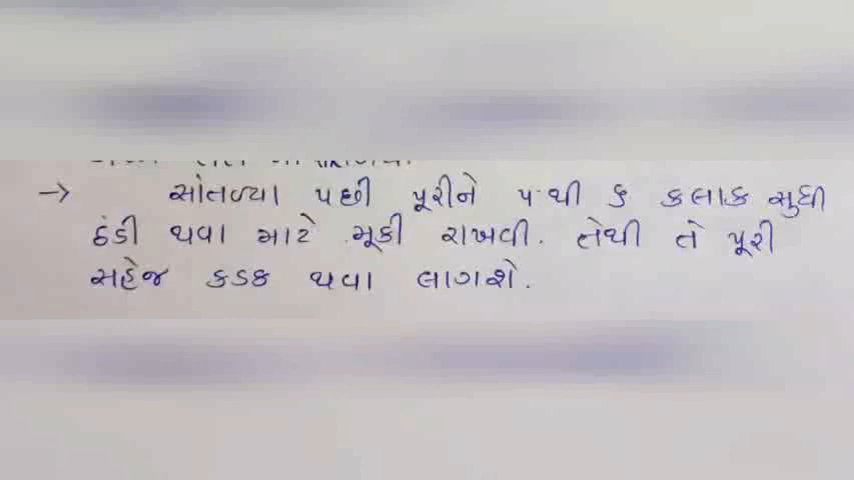 → સાંતળ્યા પછી પૂરીને ૫ થી ૬ કલાક સુધી
ઠંડી થવા માટે મૂકી રાખવી. તેથી તે પૂરી
સહેજ કડક થવા લાગશે.